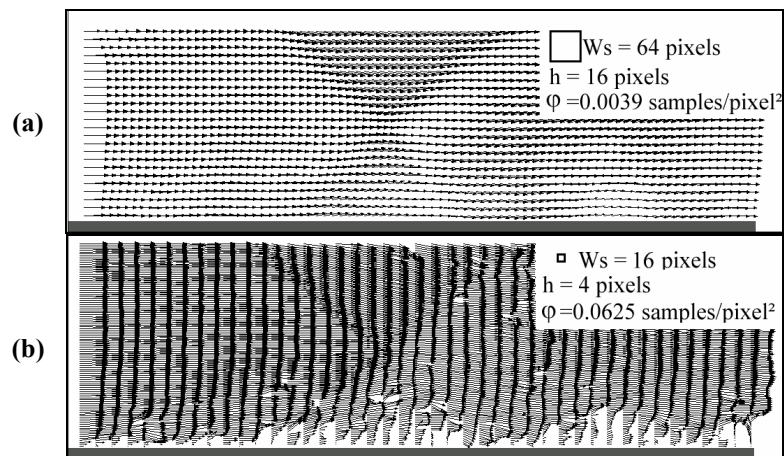 (a)
Ws = 64 pixels
h = 16 pixels
φ =0.0039 samples/pixel²
(b)
Ws = 16 pixels
h = 4 pixels
φ=0.0625 samples/pixel²